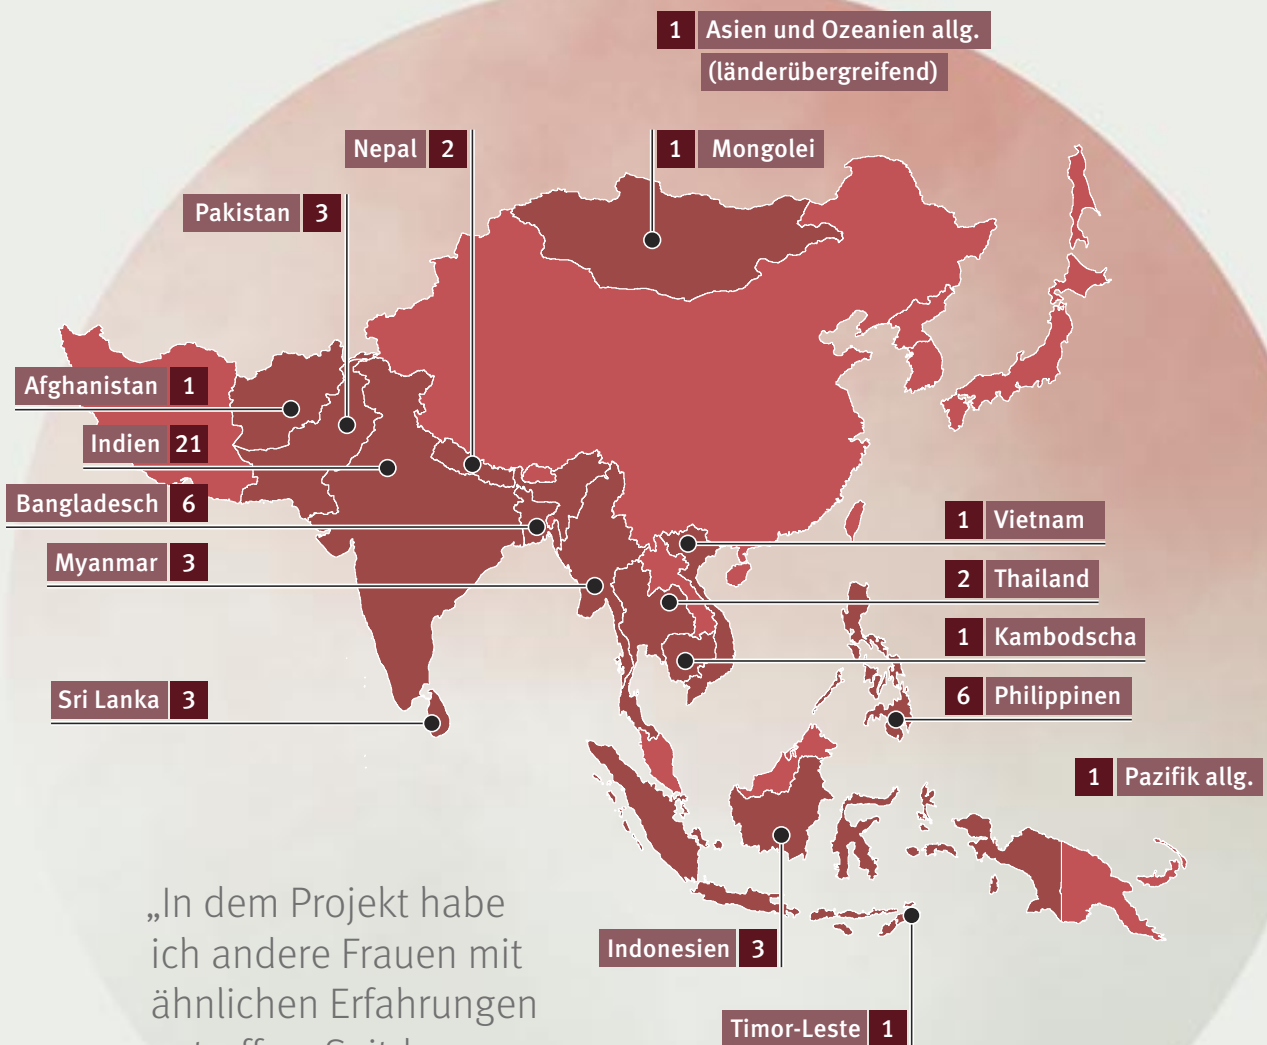 1 Asien und Ozeanien allg.
(länderübergreifend)
Nepal 2
1 Mongolei
Pakistan 3
Afghanistan 1
Indien 21
Bangladesch 6
Myanmar 3
Sri Lanka 3
1 Vietnam
2 Thailand
1 Kambodscha
6 Philippinen
1 Pazifik allg.
Indonesien 3
Timor-Leste 1
„In dem Projekt habe
ich andere Frauen mit
ähnlichen Erfahrungen